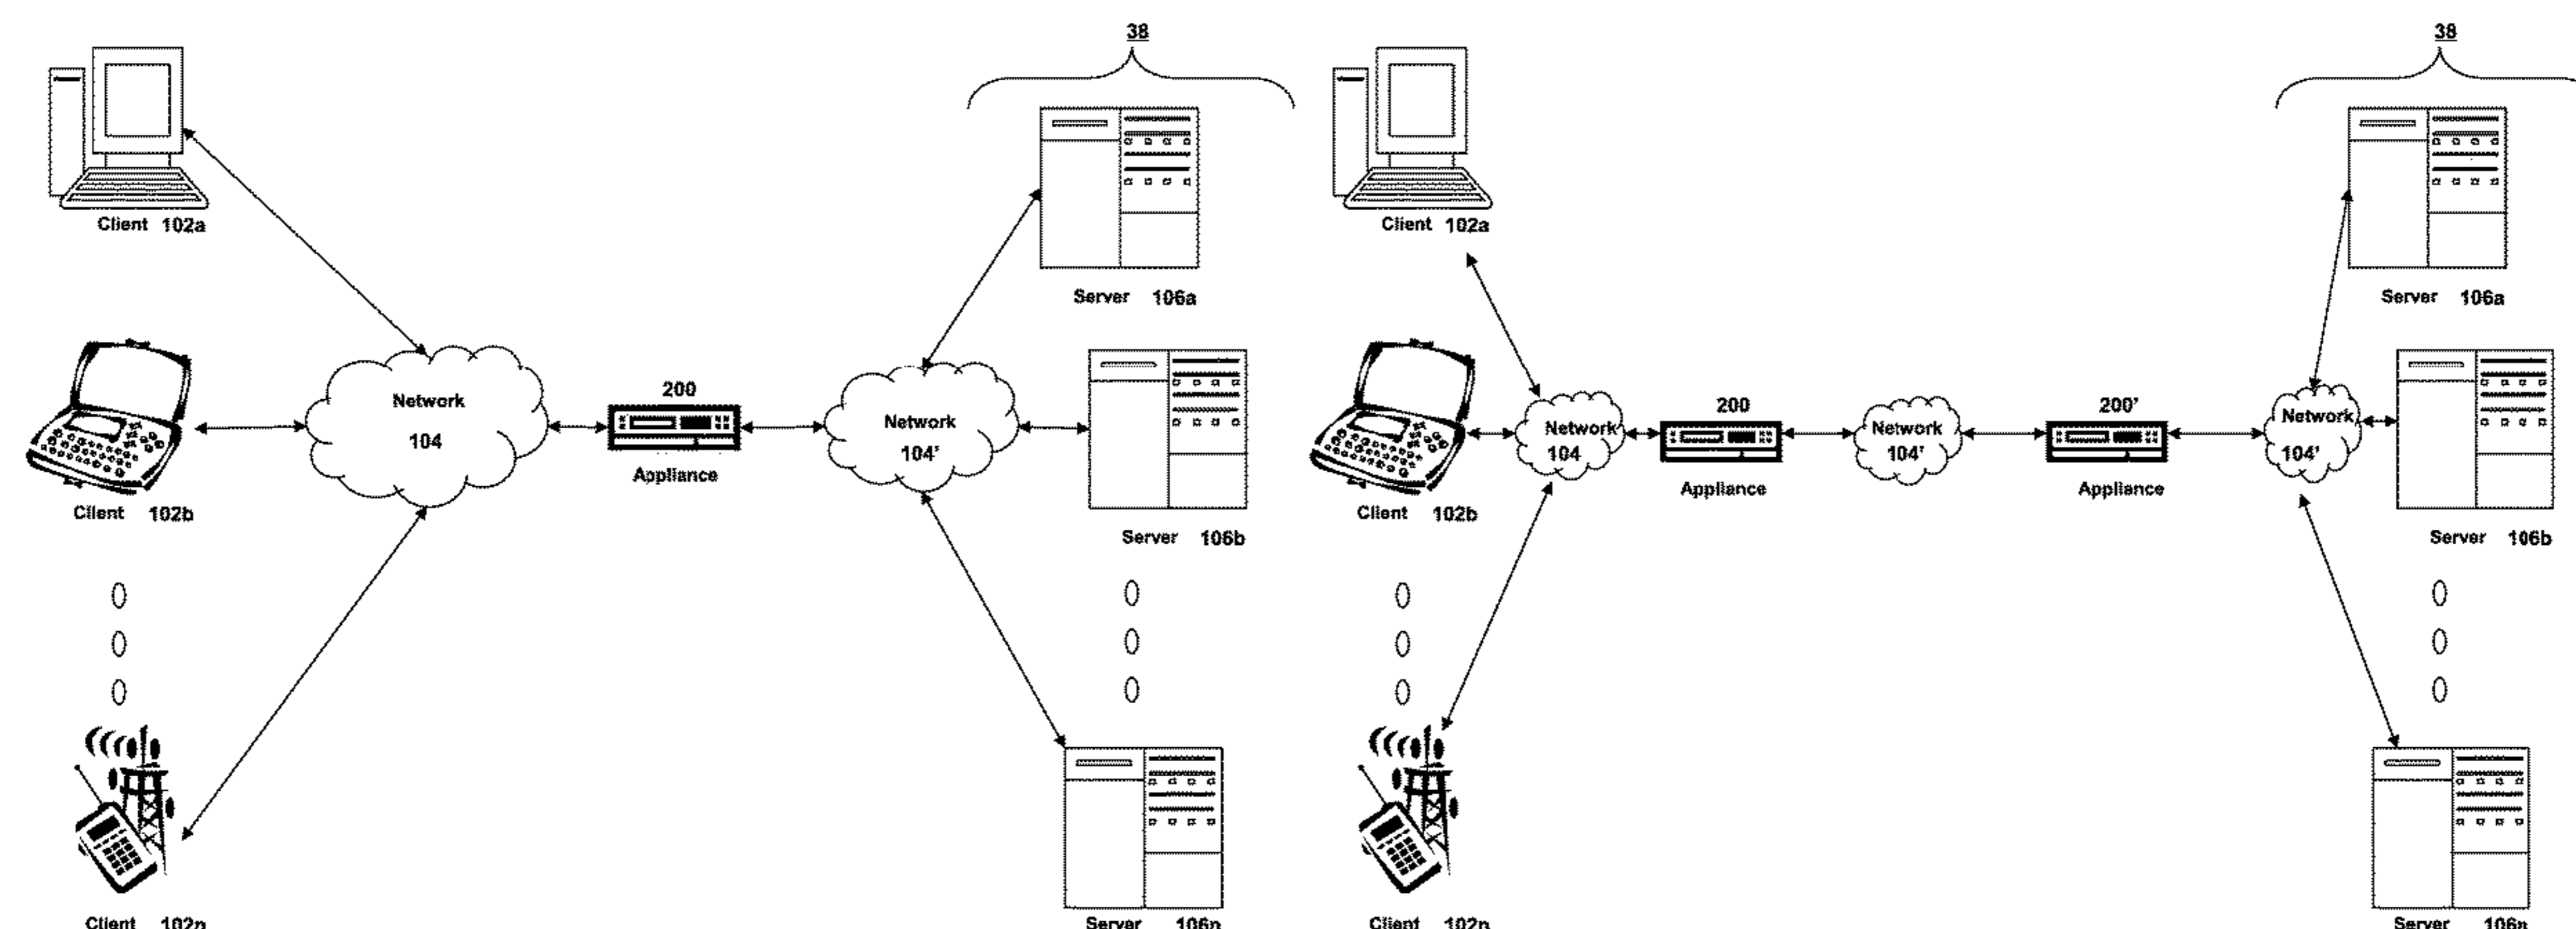 38
Client 102a
Server 106a
Network
104
200
Appliance
Network
104'
Client 102b
Server 106b
Client 102n
Server 106n
38
Client 102a
Server 106a
Network
104
200
Appliance
Network
104'
200'
Appliance
Network
104'
Client 102b
Server 106b
Client 102n
Server 106n